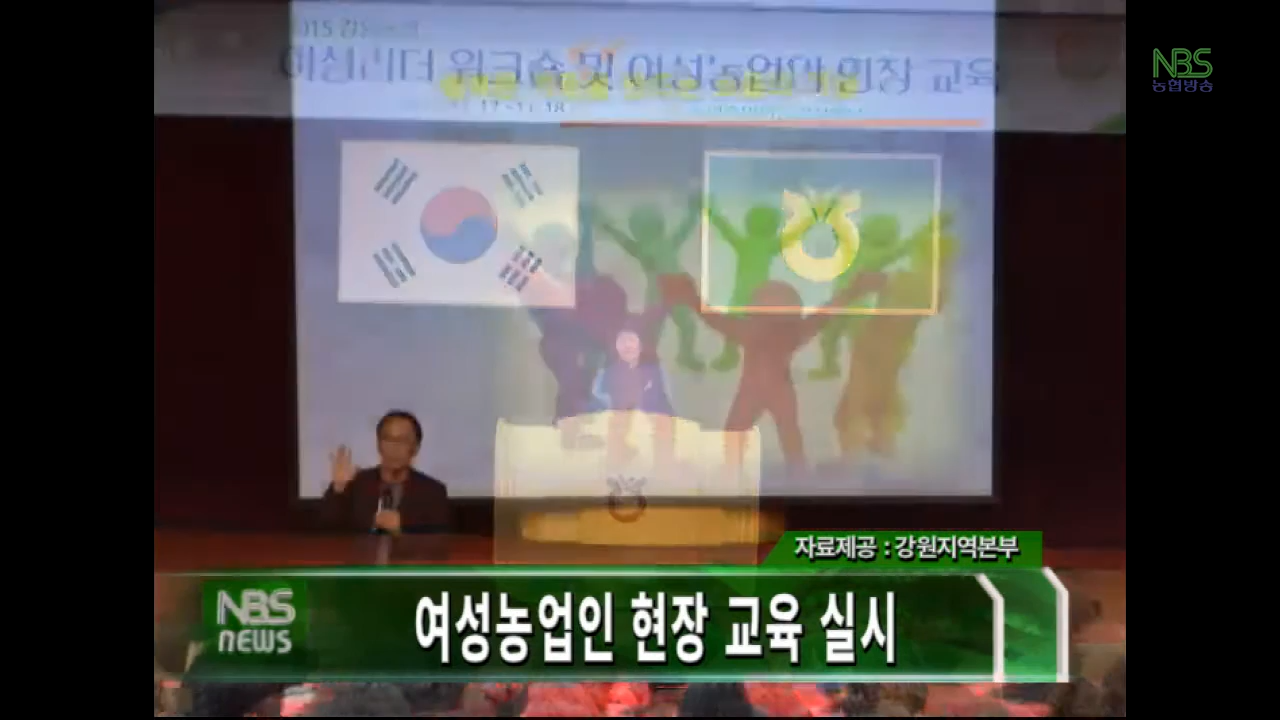 여성리더 워크숍 및 여성농업인 현장 교육
NBS
농협방송
자료제공 : 강원지역본부
NBS
NEWS
여성농업인 현장 교육 실시